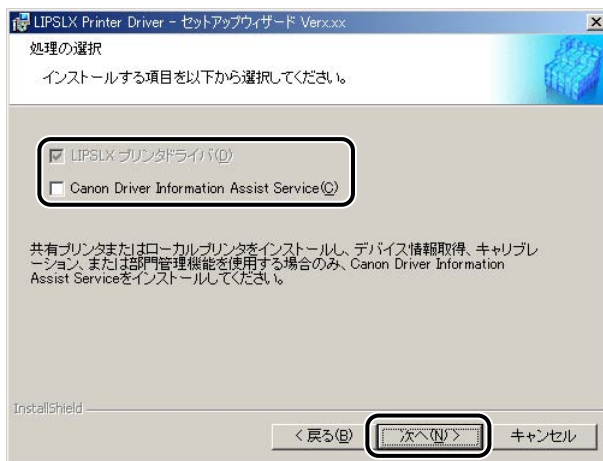 LIPSLX Printer Driver - セットアップウィザード Verx.xx
処理の選択
インストールする項目を以下から選択してください。
LIPSLX プリンタドライバ(D)
Canon Driver Information Assist Service(C)
共有プリンタまたはローカルプリンタをインストールし、デバイス情報取得、キャリブレ
ーション、または部門管理機能を使用する場合のみ、Canon Driver Information
Assist Serviceをインストールしてください。
InstallShield
< 戻る(B)
次へ(N) >
キャンセル